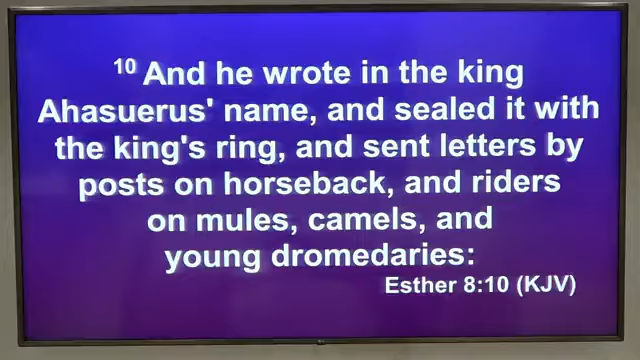 10 And he wrote in the king
Ahasuerus' name, and sealed it with
the king's ring, and sent letters by
posts on horseback, and riders
on mules, camels, and
young dromedaries:
Esther 8:10 (KJV)